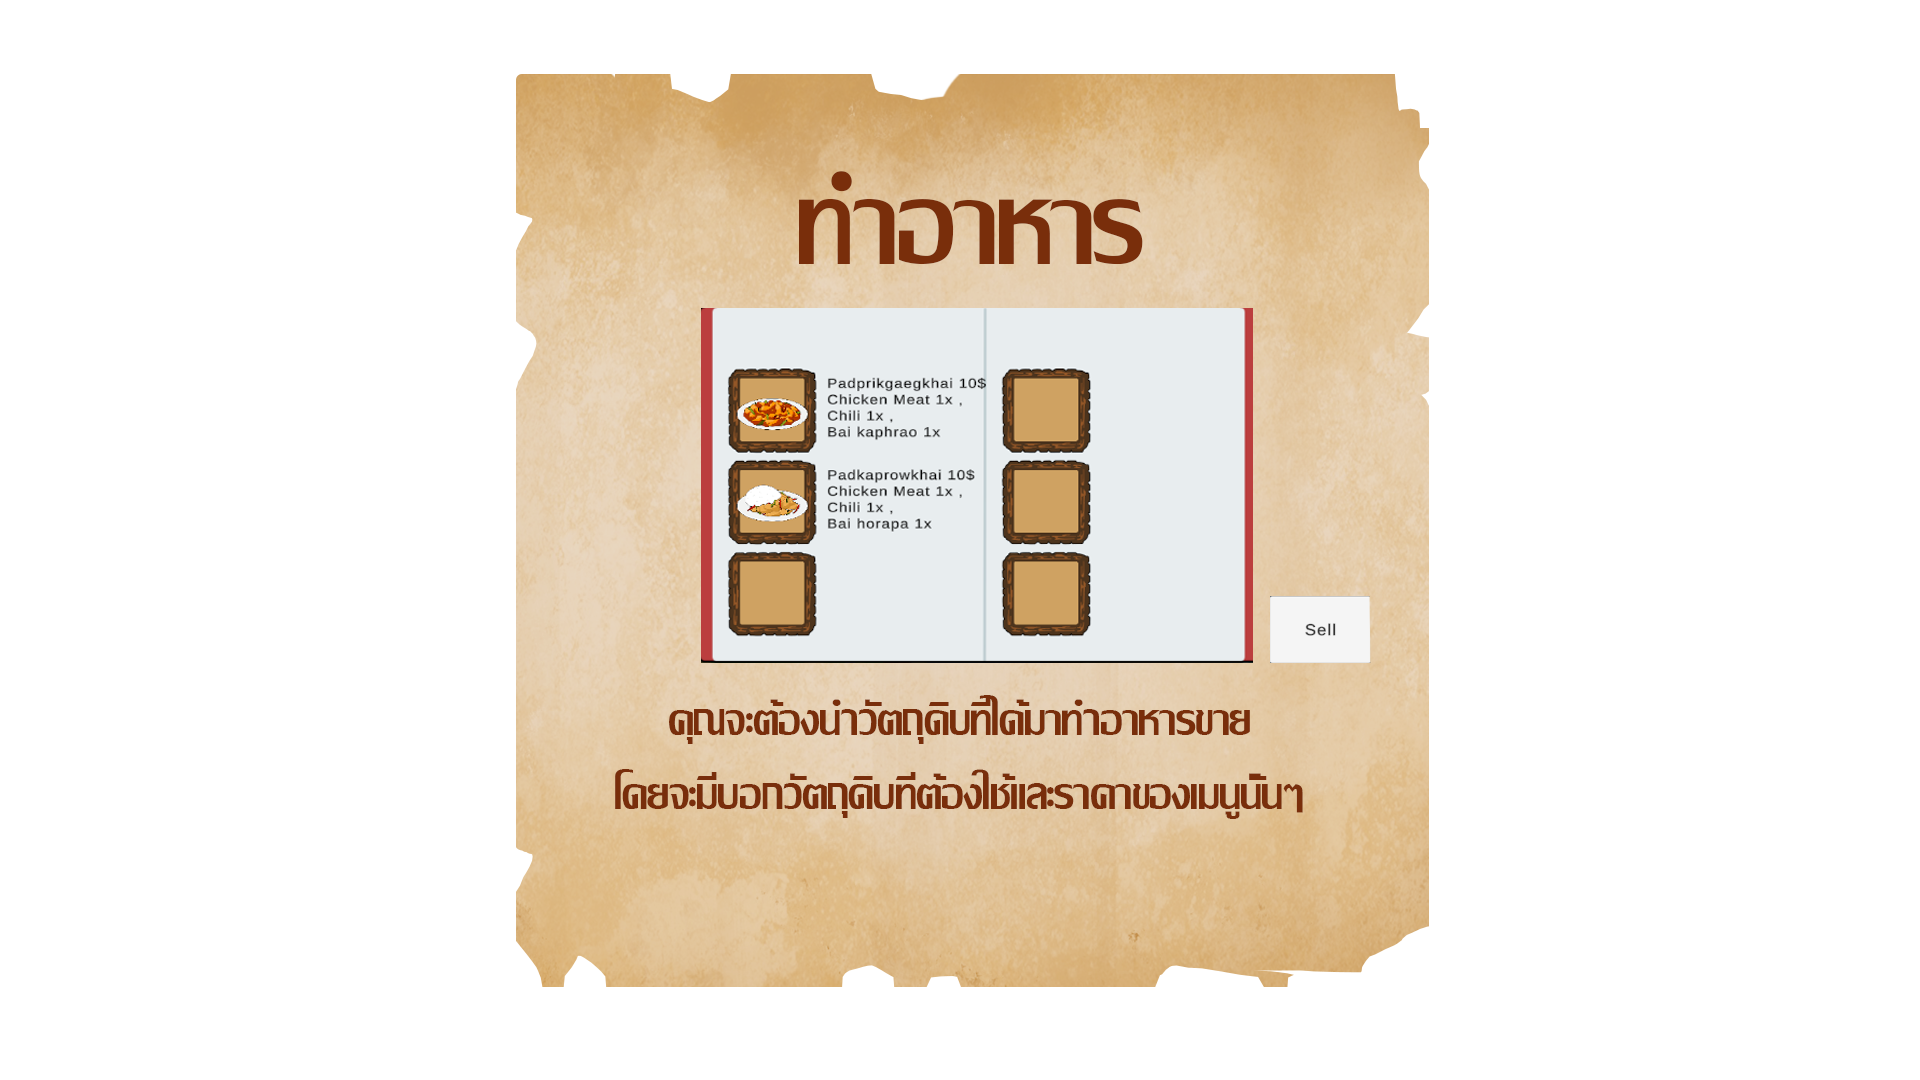 ทำอาหาร
Padprikgaegkhai 10$
Chicken Meat 1x ,
Chili 1x ,
Bai kaphrao 1x
Padkaprowkhai 10$
Chicken Meat 1x ,
Chili 1x ,
Bai horapa 1x
Sell
คุณจะต้องนำวัตถุดิบที่ได้มาทำอาหารขาย
โดยจะมีบอกวัตถุดิบที่ต้องใช้และราคาของเมนูนั้นๆ